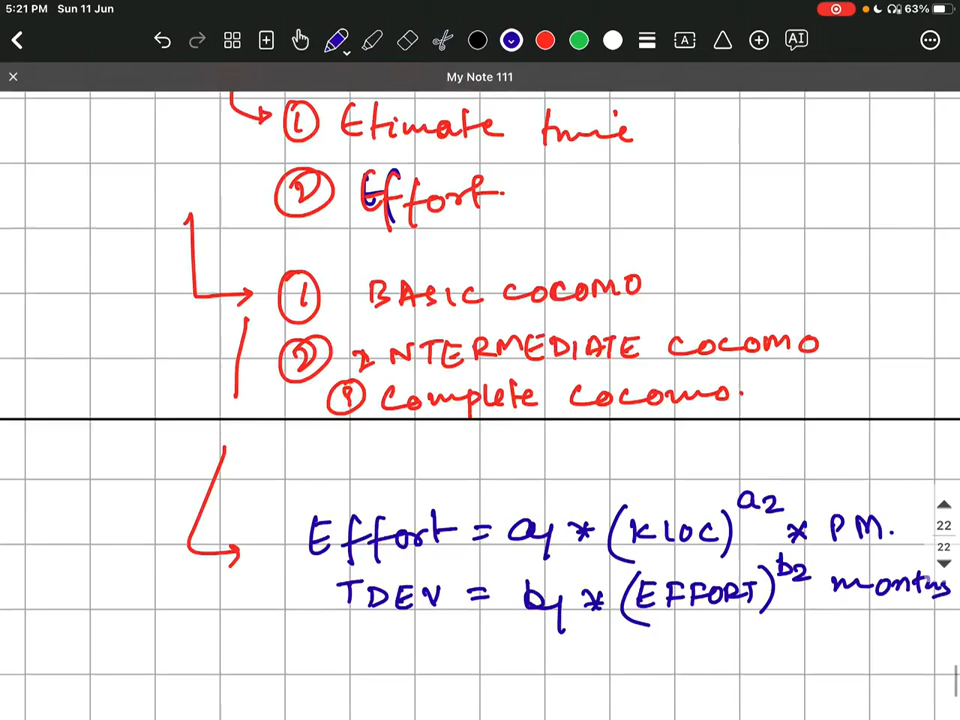 5:21 PM Sun 11 Jun 63%
A AI
My Note 111
① Etimate time
② Effort
① BASIC COCOMO
② INTERMEDIATE COCOMO
③ Complete cocomo.
Effort = a1 * (KLOC)^a2 * PM.
TDEV = b1 * (EFFORT)^b2 months
22
22